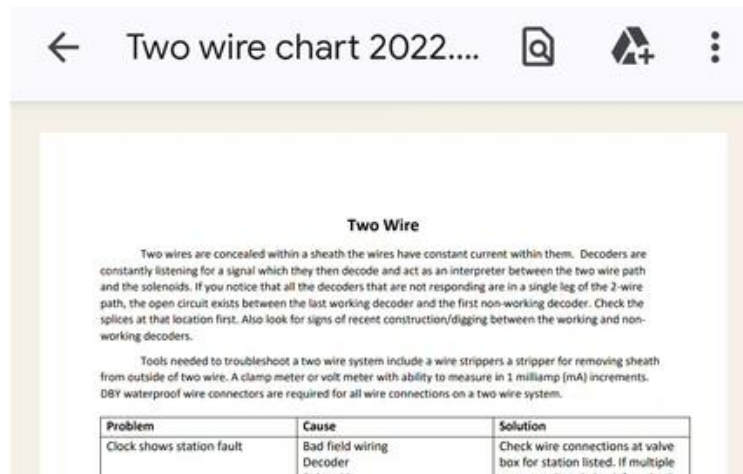 Two wire chart 2022....
Two Wire
Two wires are concealed within a sheath the wires have constant current within them. Decoders are
constantly listening for a signal which they then decode and act as an interpreter between the two wire path
and the solenoids. If you notice that all the decoders that are not responding are in a single leg of the 2-wire
path, the open circuit exists between the last working decoder and the first non-working decoder. Check the
splices at that location first. Also look for signs of recent construction/digging between the working and non-
working decoders.
Tools needed to troubleshoot a two wire system include a wire strippers a stripper for removing sheath
from outside of two wire. A clamp meter or volt meter with ability to measure in 1 milliamp (mA) increments.
DBY waterproof wire connectors are required for all wire connections on a two wire system.
Problem Cause Solution
Clock shows station fault Bad field wiring Check wire connections at valve
Decoder box for station listed. If multiple